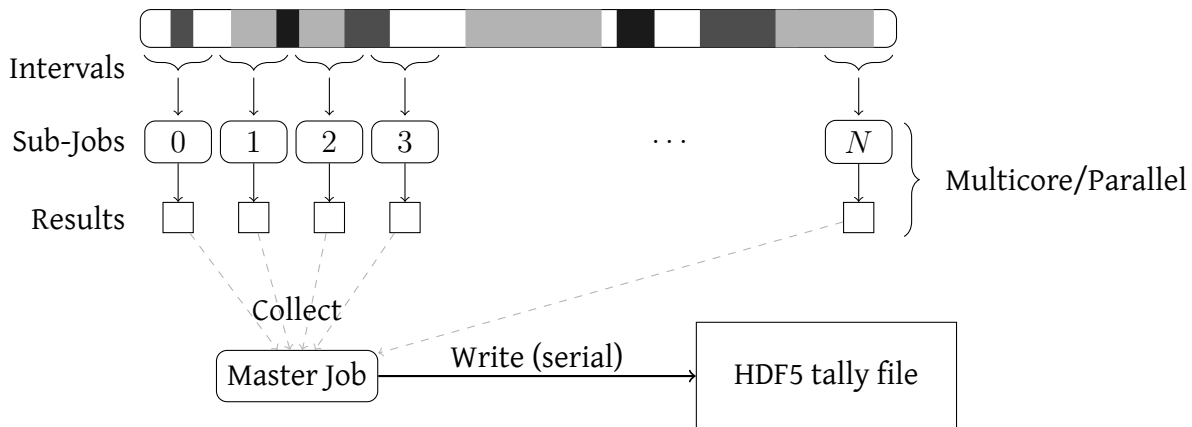 Intervals
Sub-Jobs 0 1 2 3 ... N
Multicore/Parallel
Results
Collect
Write (serial)
Master Job
HDF5 tally file